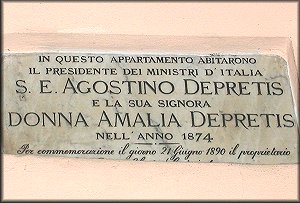 IN QUESTO APPARTAMENTO ABITARONO
IL PRESIDENTE DEI MINISTRI D'ITALIA
S. E. AGOSTINO DEPRETIS
E LA SUA SIGNORA
DONNA AMALIA DEPRETIS
NELL'ANNO 1874.
Per commemorazione il giorno 21 Giugno 1890 il proprietario